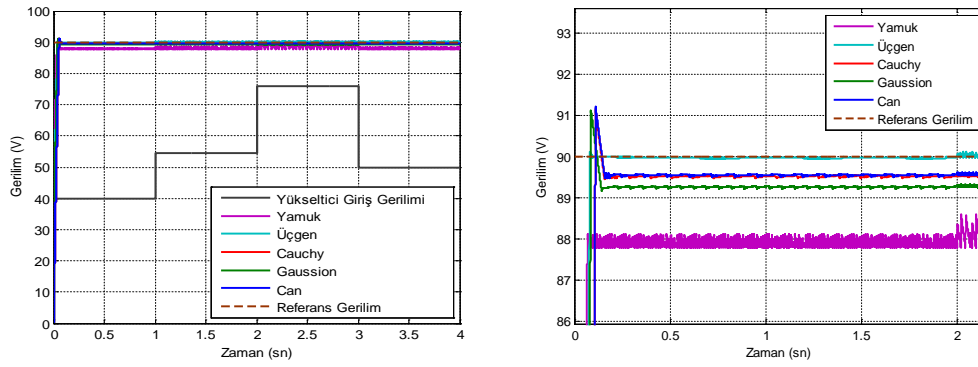 100
90
80
70
60
50
40
30
20
10
0
Gerilim (V)
0 0.5 1 1.5 2 2.5 3 3.5 4
Zaman (sn)
Yükseltici Giriş Gerilimi
Yamuk
Üçgen
Cauchy
Gaussion
Can
Referans Gerilim
93
92
91
90
89
88
87
86
Gerilim (V)
0 0.5 1 1.5 2
Zaman (sn)
Yamuk
Üçgen
Cauchy
Gaussion
Can
Referans Gerilim